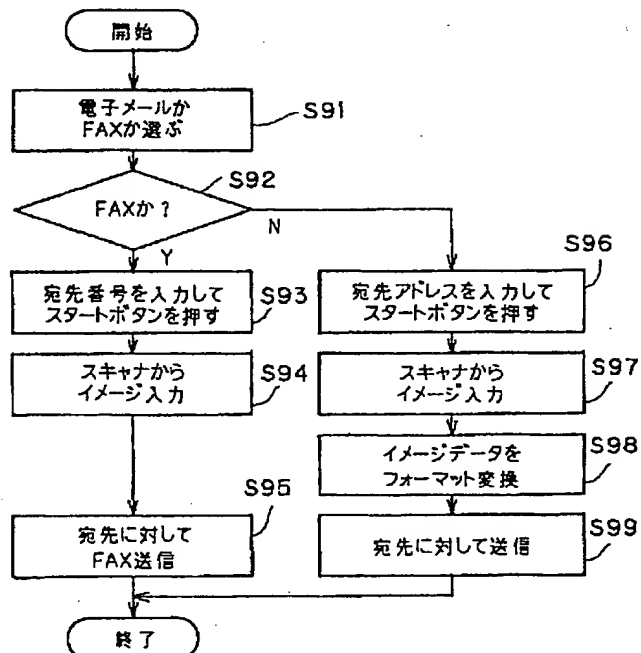 開始
電子メールか
FAXか選ぶ
S91
FAXか?
S92
N
Y
宛先番号を入力して
スタートボタンを押す
S93
スキャナから
イメージ入力
S94
宛先に対して
FAX送信
S95
宛先アドレスを入力して
スタートボタンを押す
S96
スキャナから
イメージ入力
S97
イメージデータを
フォーマット変換
S98
宛先に対して送信
S99
終了